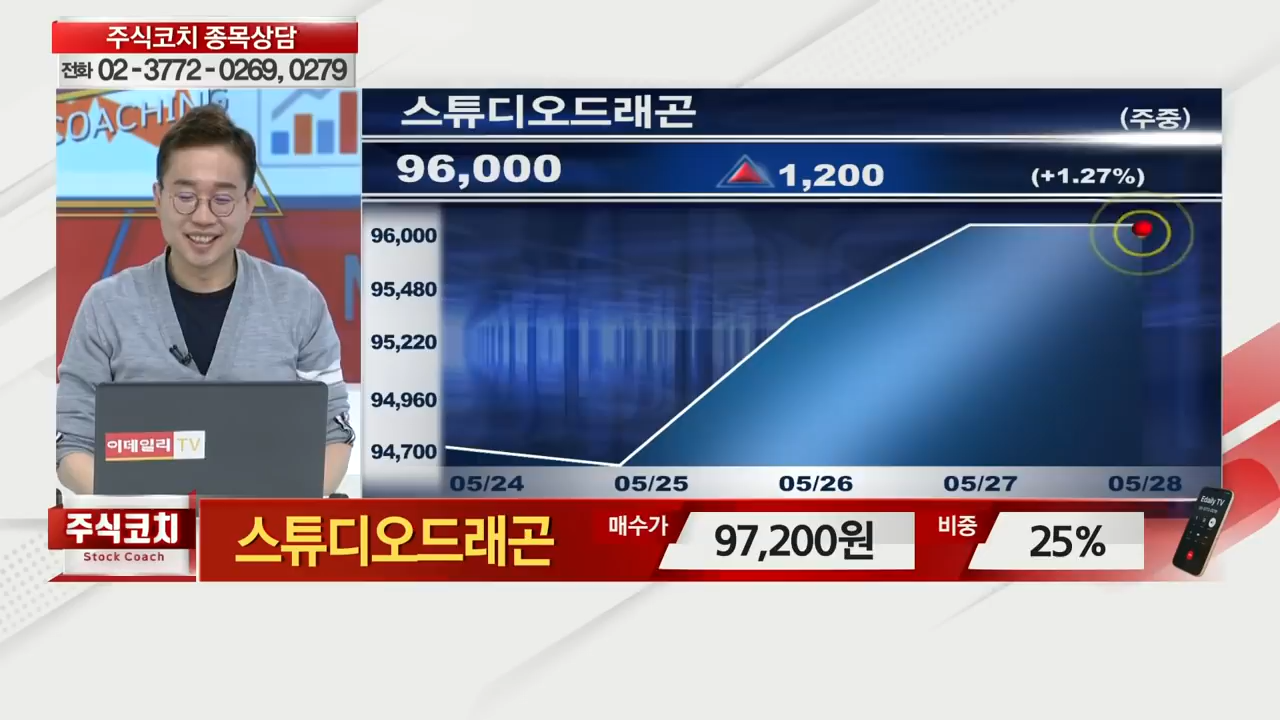 주식코치 종목상담
전화 02-3772-0269, 0279
COACHING
스튜디오드래곤 (주중)
96,000 1,200 (+1.27%)
96,000
95,480
95,220
94,960
94,700
05/24 05/25 05/26 05/27 05/28
이데일리 TV
주식코치
Stock Coach
스튜디오드래곤 매수가 97,200원 비중 25%
Edaily TV